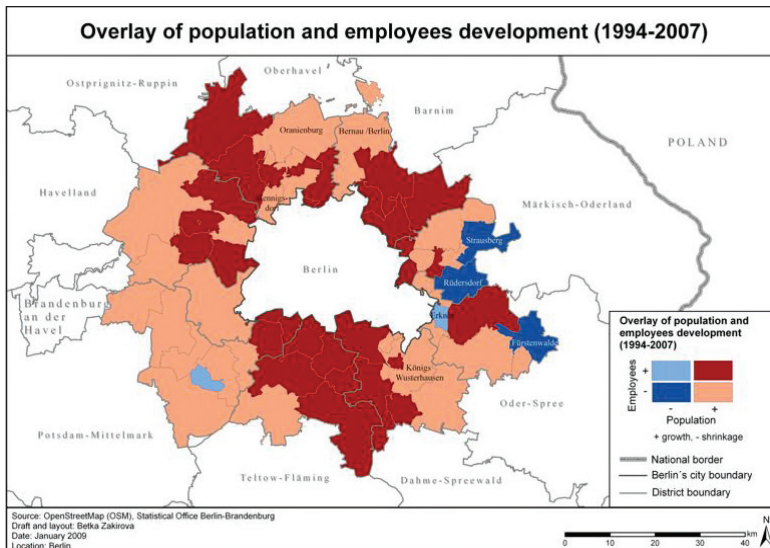 Overlay of population and employees development (1994-2007)
Ostprignitz-Ruppin
Oberhavel
Barnim
POLAND
Oranienburg
Bernau /Berlin
Havelland
Hennigs-
dorf
Märkisch-Oderland
Strausberg
Berlin
Rüdersdorf
Brandenburg
an der
Havel
Erkner
Fürstenwalde
Königs
Wusterhausen
Oder-Spree
Potsdam-Mittelmark
Teltow-Fläming
Dahme-Spreewald
Overlay of population and
employees development
(1994-2007)
Employees
+
-
- +
Population
+ growth, - shrinkage
National border
Berlin´s city boundary
District boundary
Source: OpenStreetMap (OSM), Statistical Office Berlin-Brandenburg
Draft and layout: Betka Zakirova
Date: January 2009
Location: Berlin
km
0 10 20 30 40
N